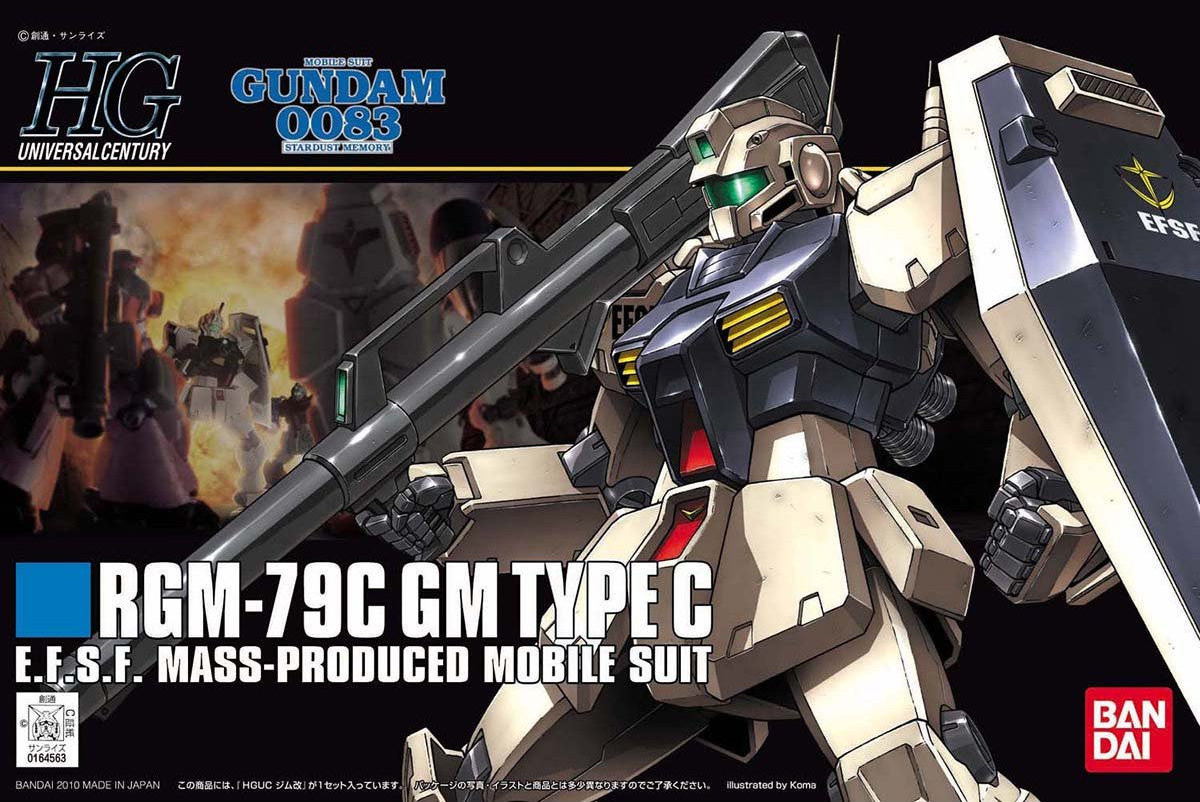 ©創通・サンライズ
HG
UNIVERSAL CENTURY
MOBILE SUIT
GUNDAM
0083
STARDUST MEMORY
EFSF
RGM-79C GM TYPE C
E.F.S.F. MASS-PRODUCED MOBILE SUIT
創通
©
サンライズ
0164563
BAN
DAI
BANDAI 2010 MADE IN JAPAN
この商品には、「HGUC ジム改」が1セット入っています。
パッケージの写真・イラストと商品とは多少異なりますのでご了承ください。
illustrated by Koma